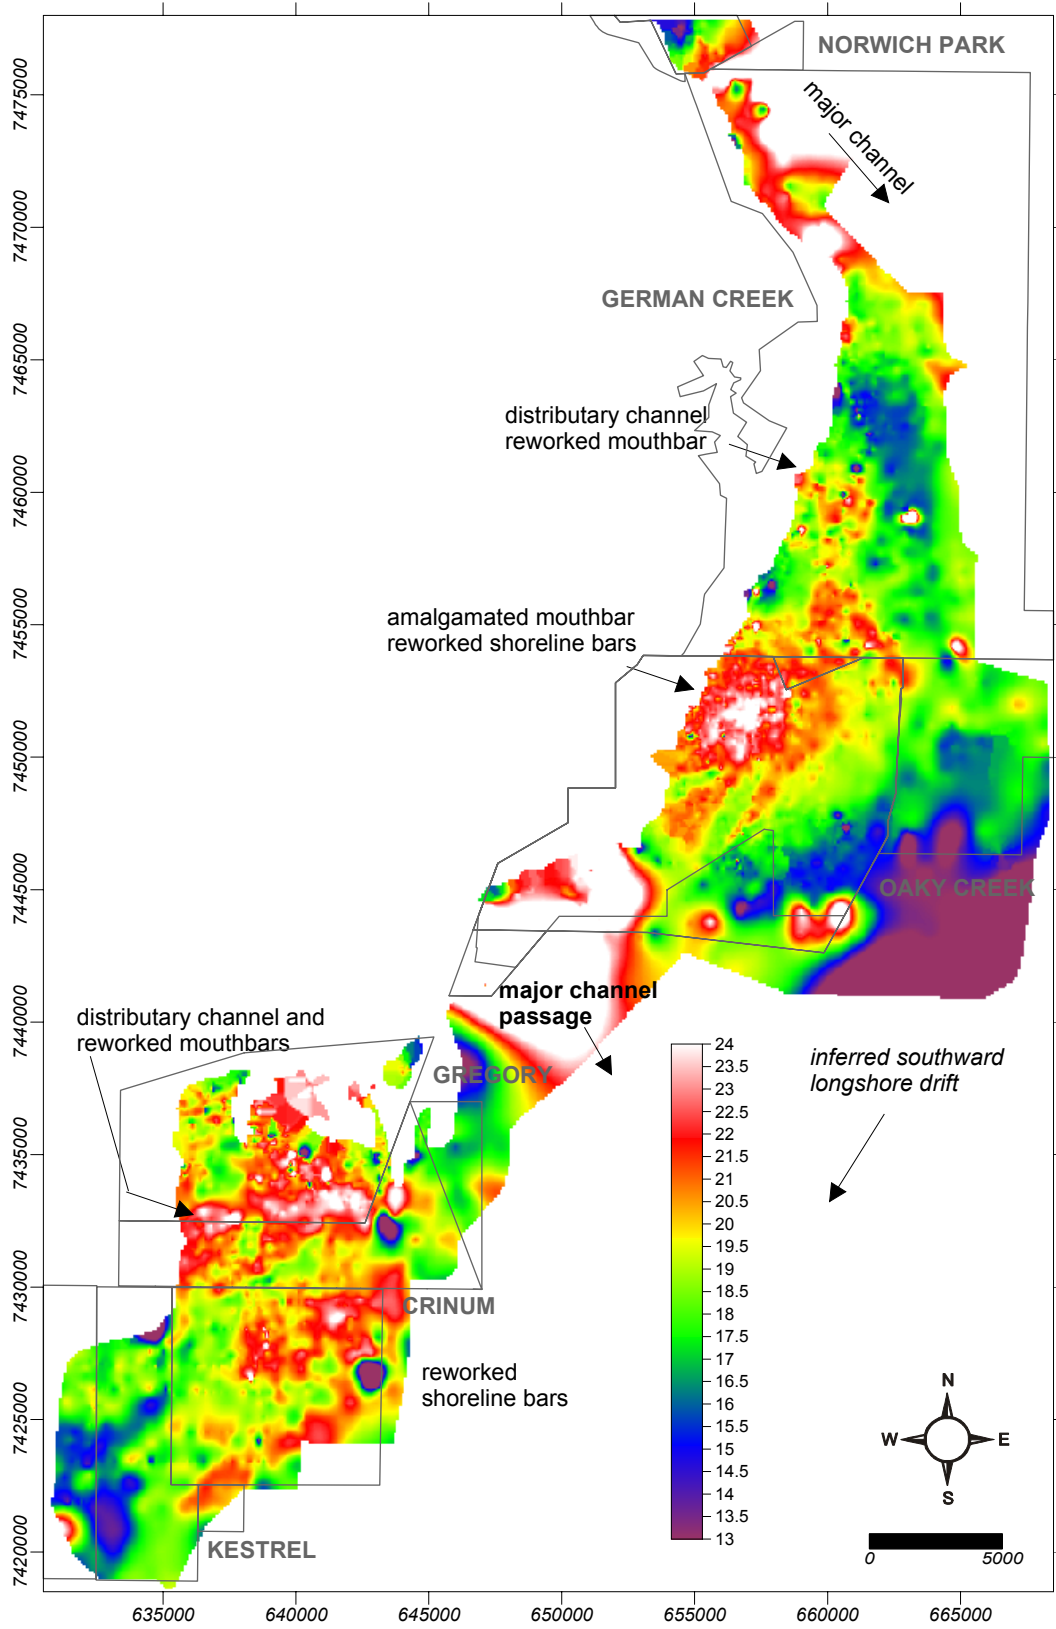 NORWICH PARK
major channel
GERMAN CREEK
distributary channel
reworked mouthbar
amalgamated mouthbar
reworked shoreline bars
OAKY CREEK
major channel
passage
distributary channel and
reworked mouthbars
GREGORY
inferred southward
longshore drift
CRINUM
reworked
shoreline bars
KESTREL
24
23.5
23
22.5
22
21.5
21
20.5
20
19.5
19
18.5
18
17.5
17
16.5
16
15.5
15
14.5
14
13.5
13
N
W
E
S
0
5000
7475000
7470000
7465000
7460000
7455000
7450000
7445000
7440000
7435000
7430000
7425000
7420000
635000
640000
645000
650000
655000
660000
665000